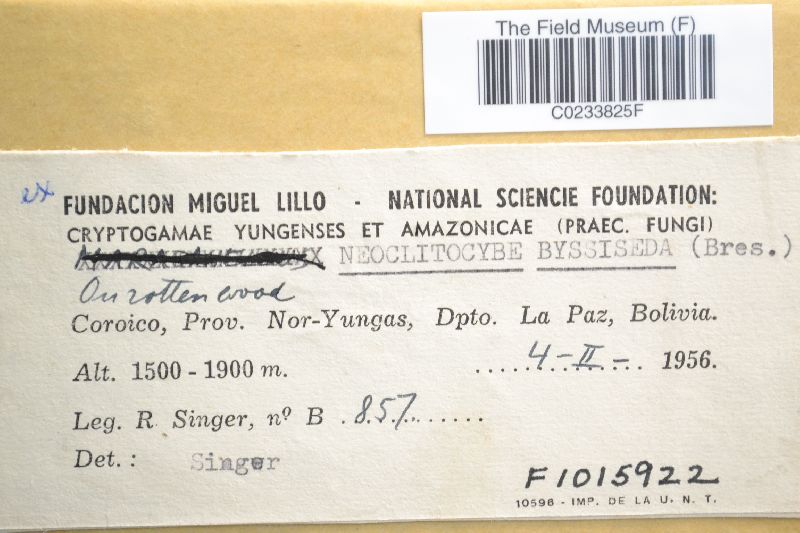 The Field Museum (F)
C0233825F
ex
FUNDACION MIGUEL LILLO - NATIONAL SCIENCIE FOUNDATION:
CRYPTOGAMAE YUNGENSES ET AMAZONICAE (PRAEC. FUNGI)
NEOCLITOCYBE BYSSISEDA (Bres.)
On rotten wood
Coroico, Prov. Nor-Yungas, Dpto. La Paz, Bolivia.
Alt. 1500 - 1900 m. 4-II- 1956.
Leg. R Singer, nº B 857
Det.: Singer
F1015922
10596 - IMP. DE LA U. N. T.